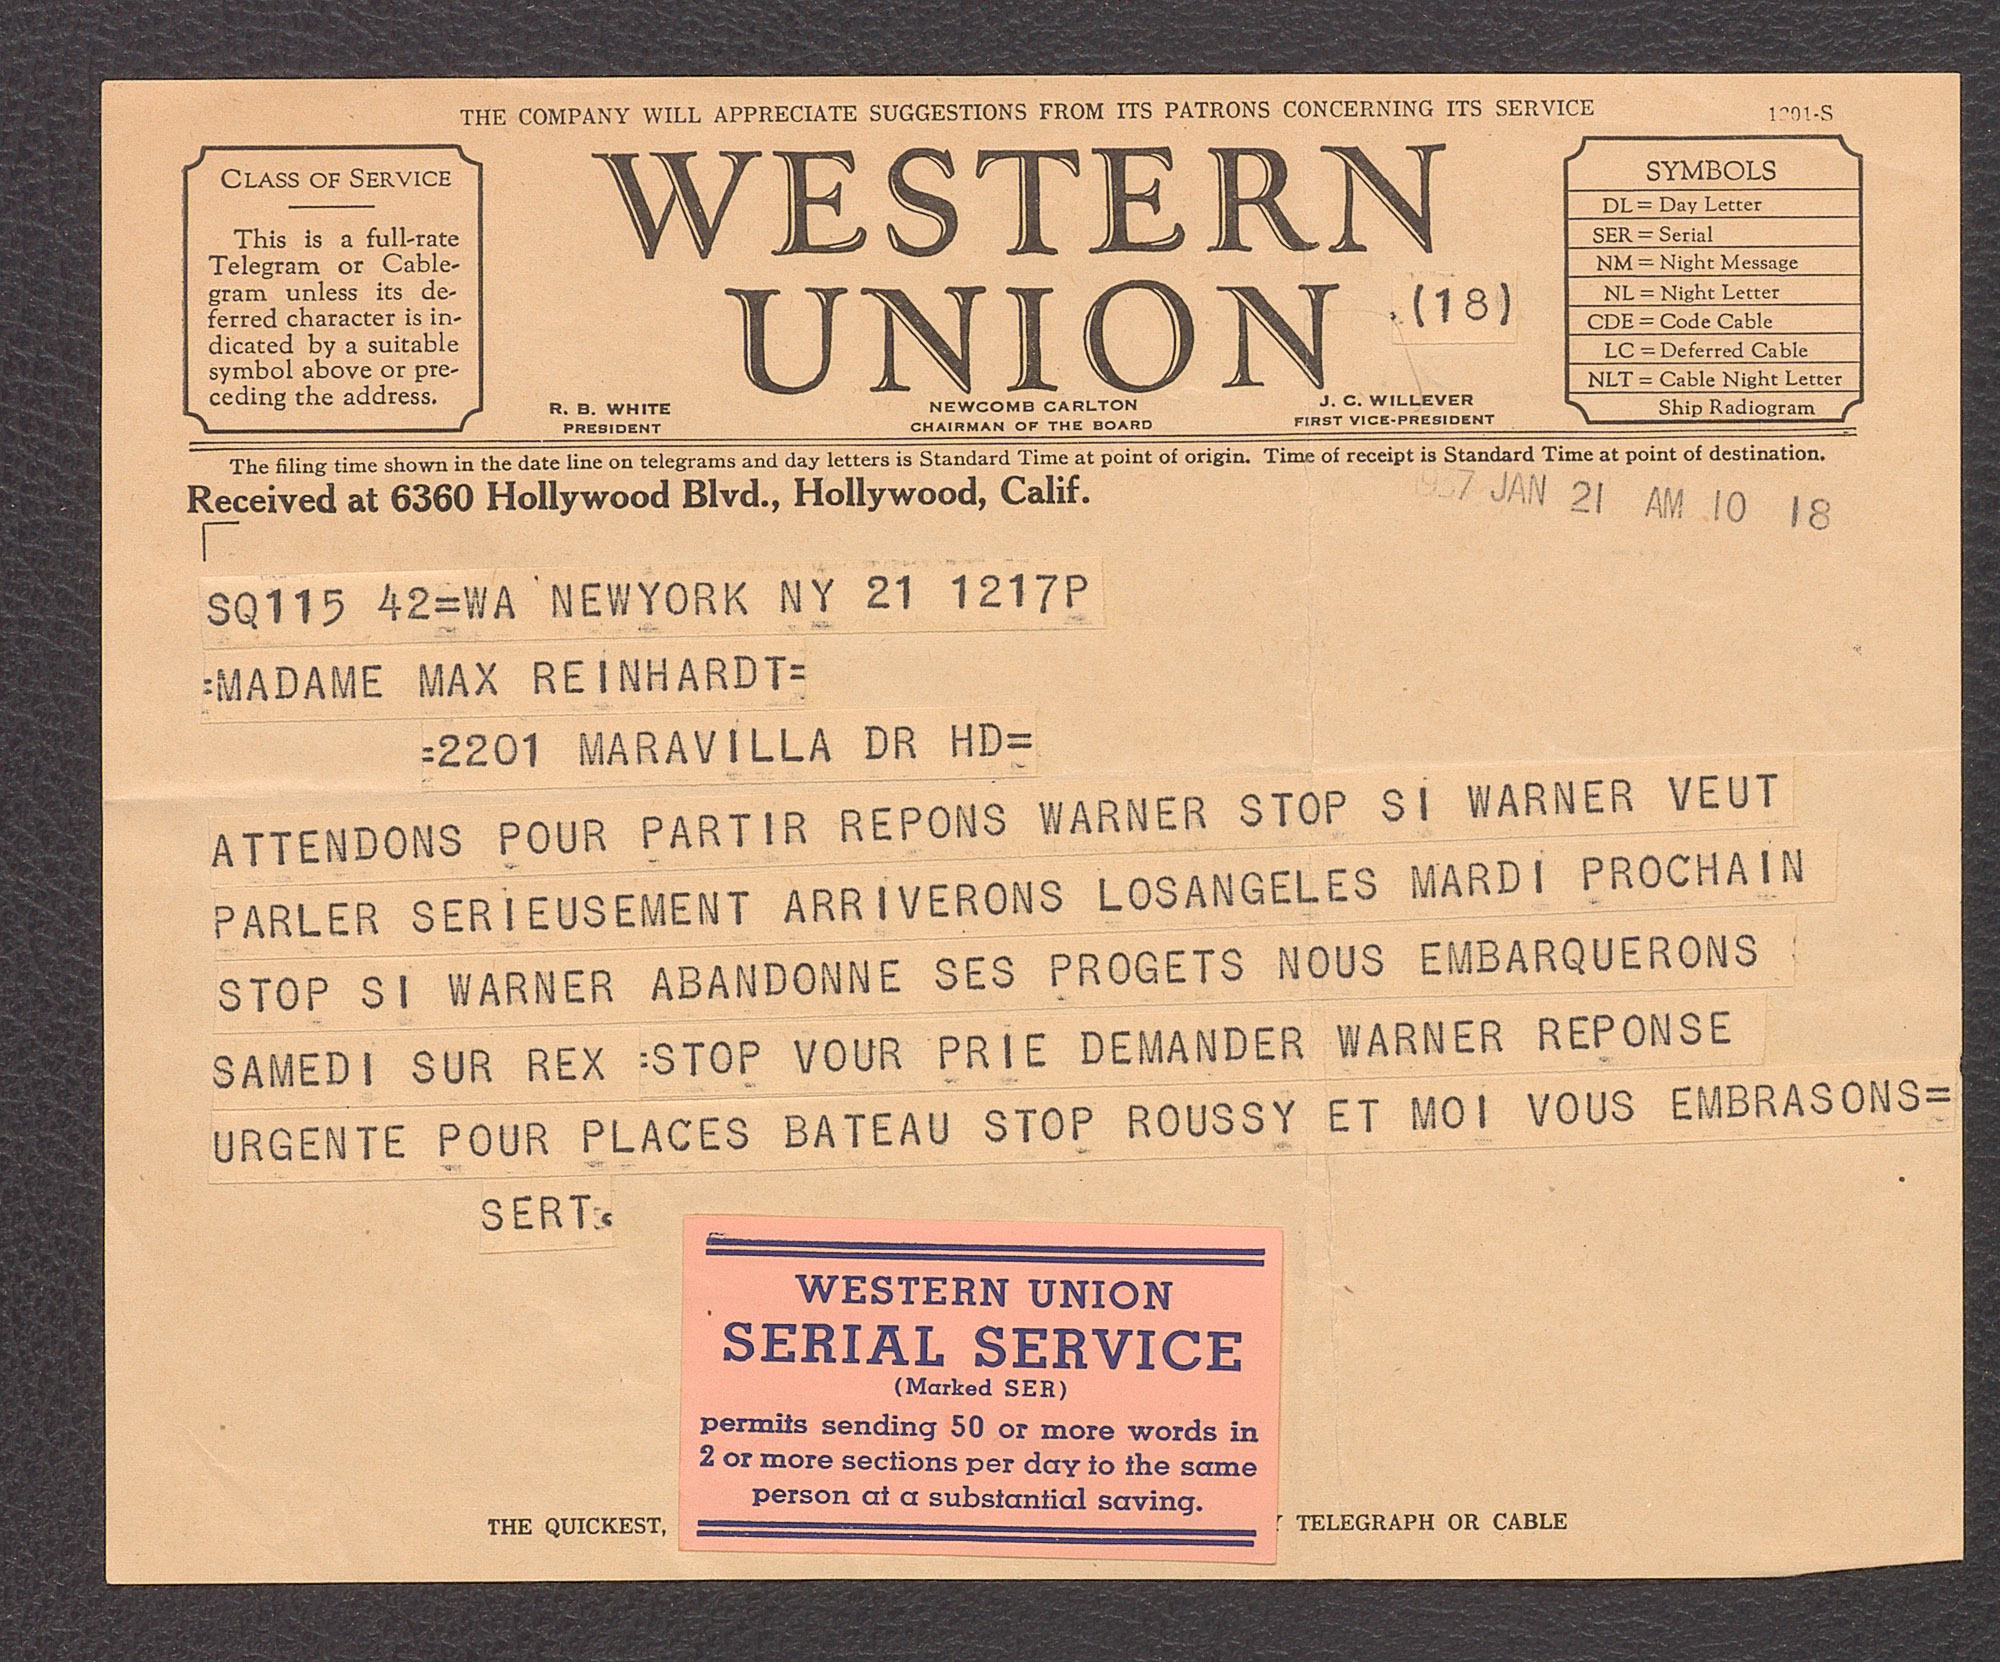 THE COMPANY WILL APPRECIATE SUGGESTIONS FROM ITS PATRONS CONCERNING ITS SERVICE
1201-S
CLASS OF SERVICE
This is a full-rate
Telegram or Cable-
gram unless its de-
ferred character is in-
dicated by a suitable
symbol above or pre-
ceding the address.
WESTERN
UNION
(18)
R. B. WHITE
PRESIDENT
NEWCOMB CARLTON
CHAIRMAN OF THE BOARD
J. C. WILLEVER
FIRST VICE-PRESIDENT
SYMBOLS
DL = Day Letter
SER = Serial
NM = Night Message
NL = Night Letter
CDE = Code Cable
LC = Deferred Cable
NLT = Cable Night Letter
Ship Radiogram
The filing time shown in the date line on telegrams and day letters is Standard Time at point of origin. Time of receipt is Standard Time at point of destination.
Received at 6360 Hollywood Blvd., Hollywood, Calif.
1937 JAN 21 AM 10 18
SQ115 42=WA NEWYORK NY 21 1217P
=MADAME MAX REINHARDT=
=2201 MARAVILLA DR HD=
ATTENDONS POUR PARTIR REPONS WARNER STOP SI WARNER VEUT
PARLER SERIEUSEMENT ARRIVERONS LOSANGELES MARDI PROCHAIN
STOP SI WARNER ABANDONNE SES PROGETS NOUS EMBARQUERONS
SAMEDI SUR REX =STOP VOUR PRIE DEMANDER WARNER REPONSE
URGENTE POUR PLACES BATEAU STOP ROUSSY ET MOI VOUS EMBRASONS=
SERT.
WESTERN UNION
SERIAL SERVICE
(Marked SER)
permits sending 50 or more words in
2 or more sections per day to the same
person at a substantial saving.
THE QUICKEST, TELEGRAPH OR CABLE